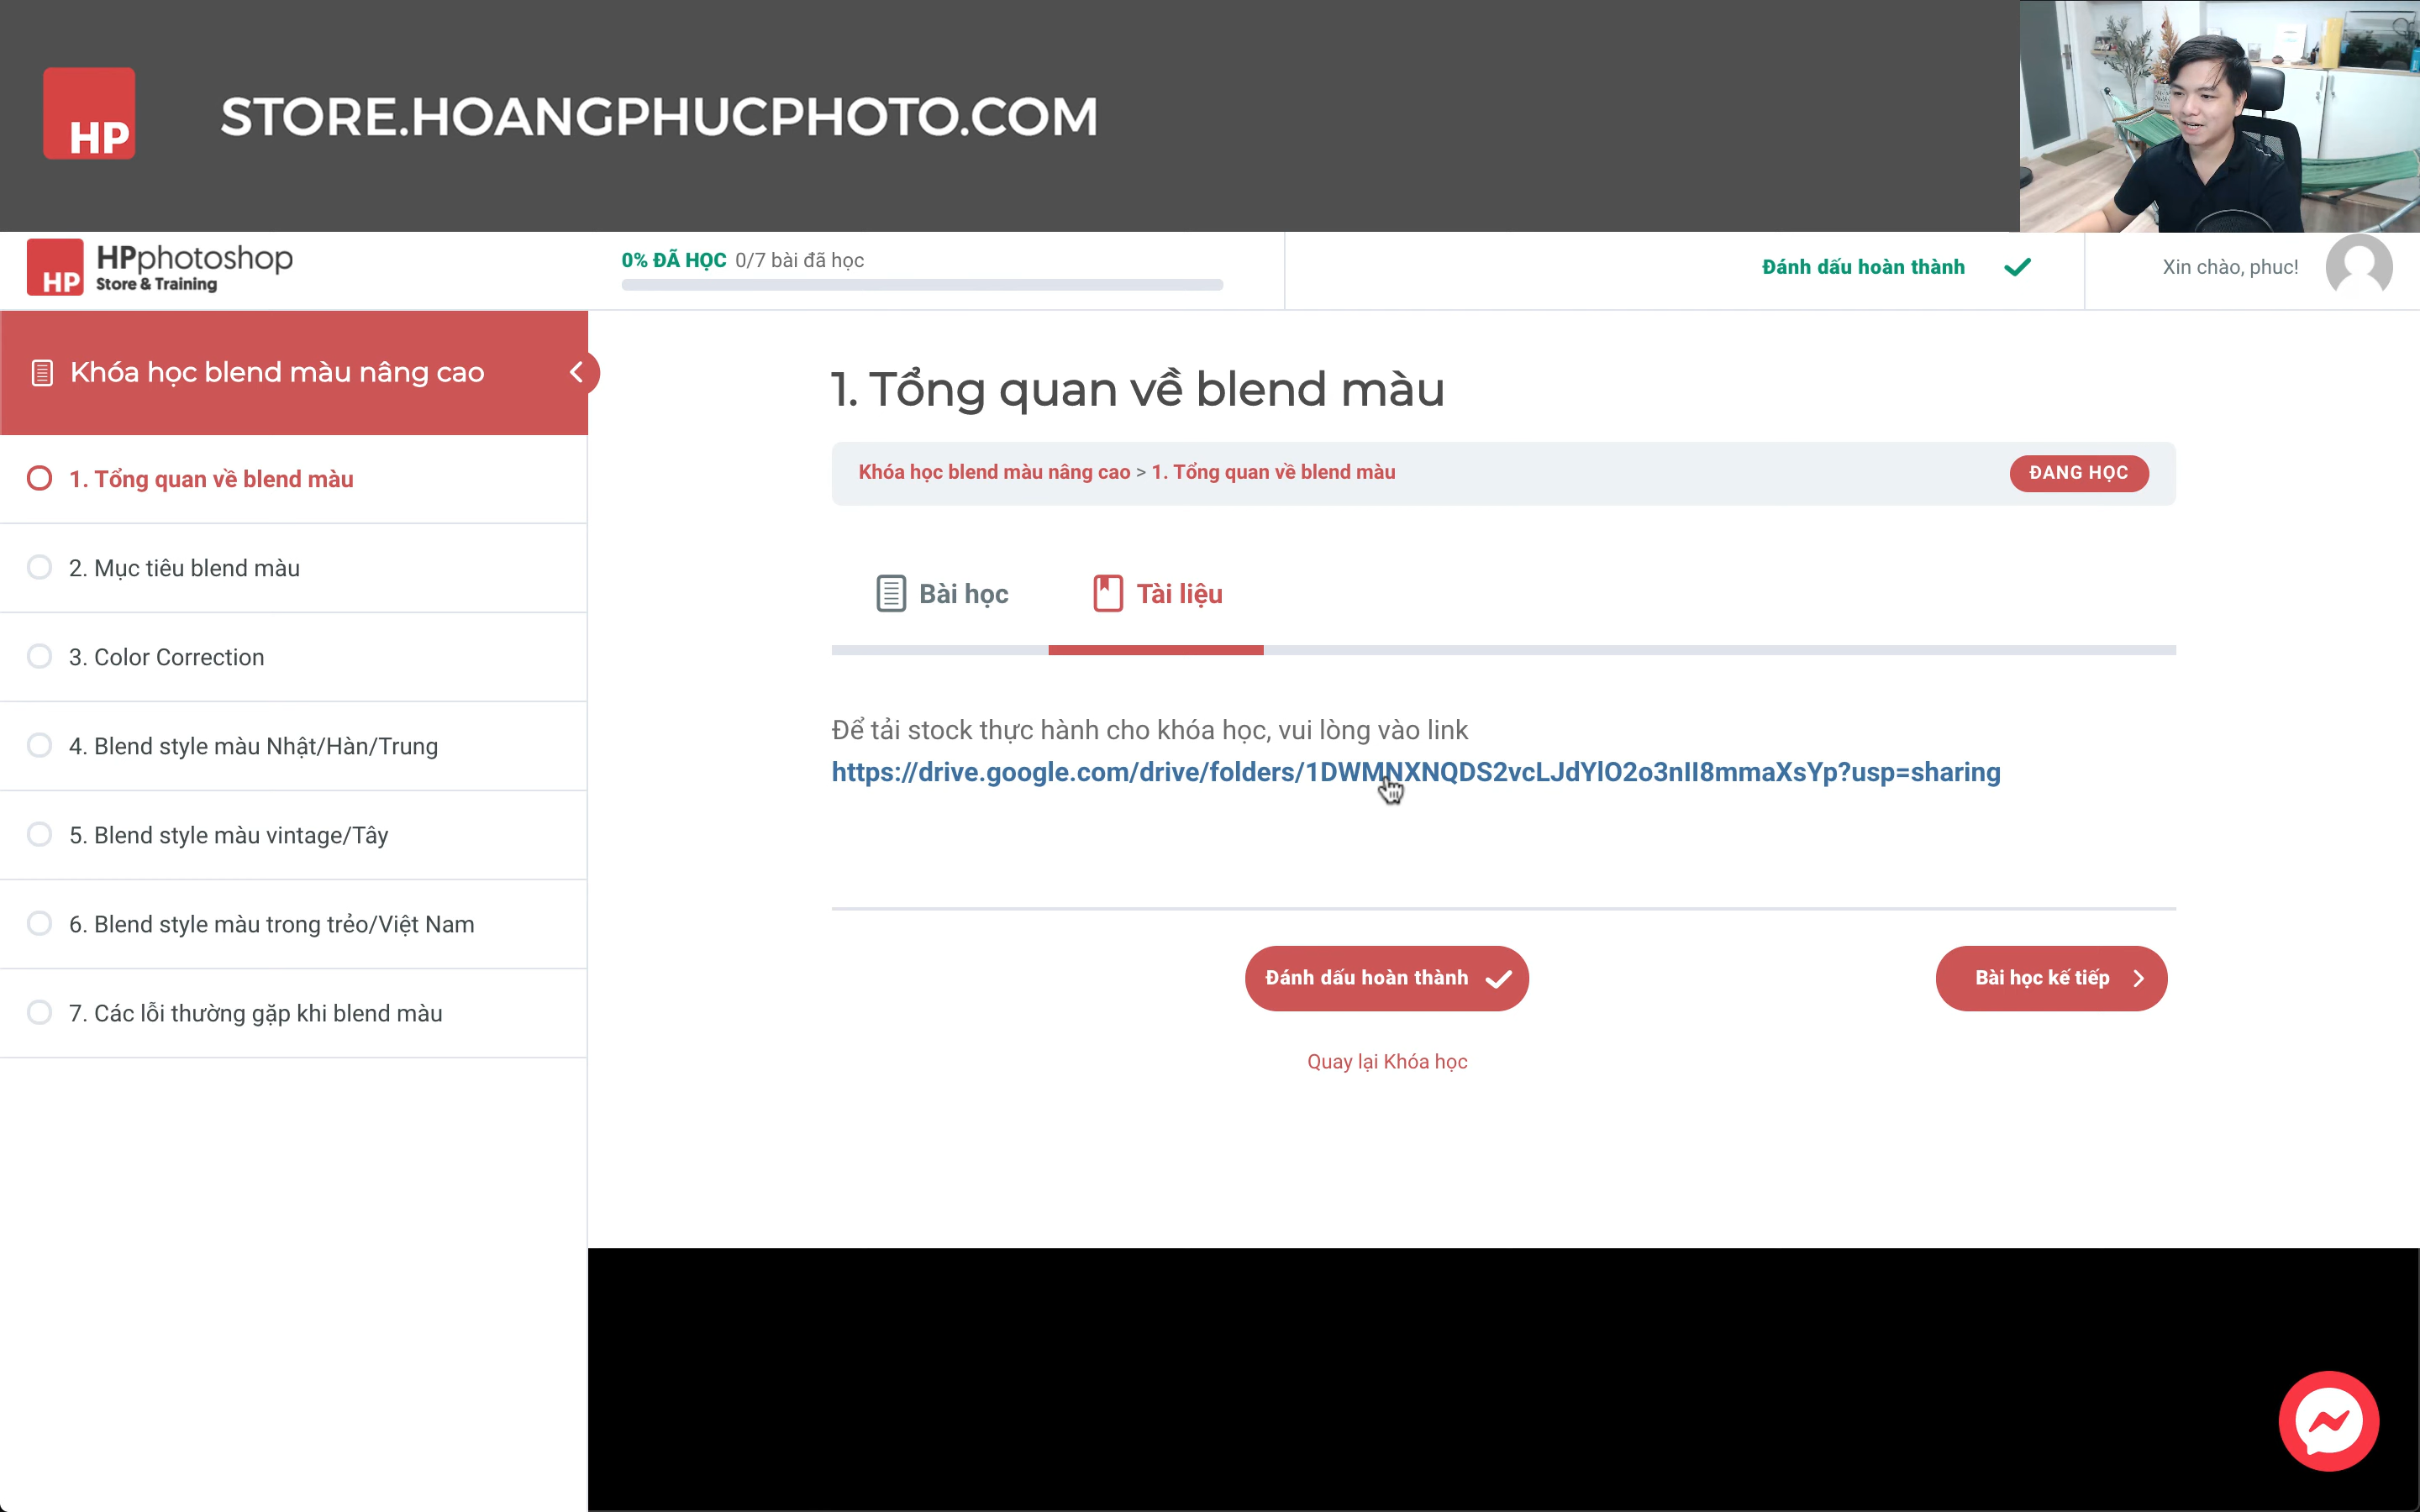 HP
STORE.HOANGPHUCPHOTO.COM
HP
HPphotoshop
Store & Training
0% ĐÃ HỌC 0/7 bài đã học
Đánh dấu hoàn thành
Xin chào, phuc!
Khóa học blend màu nâng cao
1. Tổng quan về blend màu
2. Mục tiêu blend màu
3. Color Correction
4. Blend style màu Nhật/Hàn/Trung
5. Blend style màu vintage/Tây
6. Blend style màu trong trẻo/Việt Nam
7. Các lỗi thường gặp khi blend màu
1. Tổng quan về blend màu
Khóa học blend màu nâng cao > 1. Tổng quan về blend màu
ĐANG HỌC
Bài học
Tài liệu
Để tải stock thực hành cho khóa học, vui lòng vào link
https://drive.google.com/drive/folders/1DWMNXNQDS2vcLJdYlO2o3nII8mmaXsYp?usp=sharing
Đánh dấu hoàn thành
Bài học kế tiếp
Quay lại Khóa học